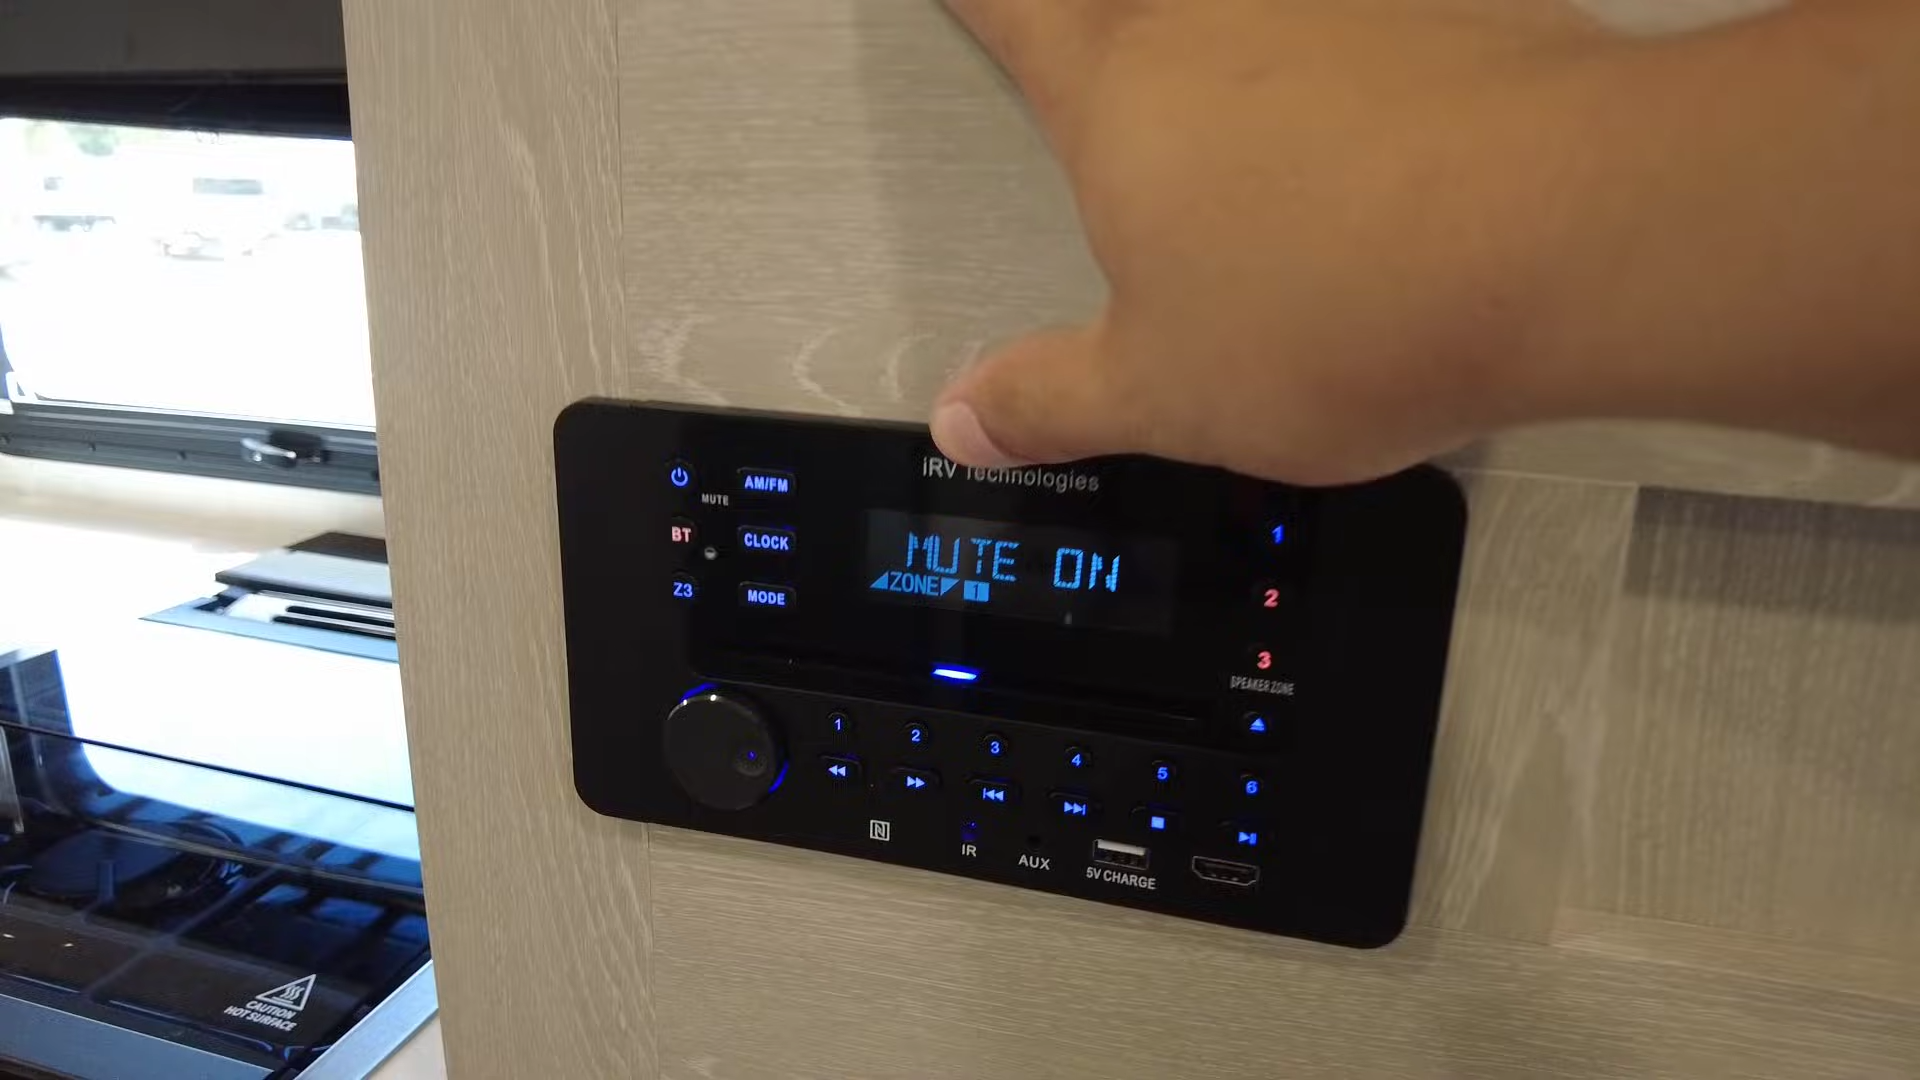 iRV Technologies
AM/FM
MUTE
BT
CLOCK
Z3
MODE
MUTE ON
ZONE 1
1
2
3
SPEAKER ZONE
1 2 3 4 5 6
IR
AUX
5V CHARGE
CAUTION
HOT SURFACE